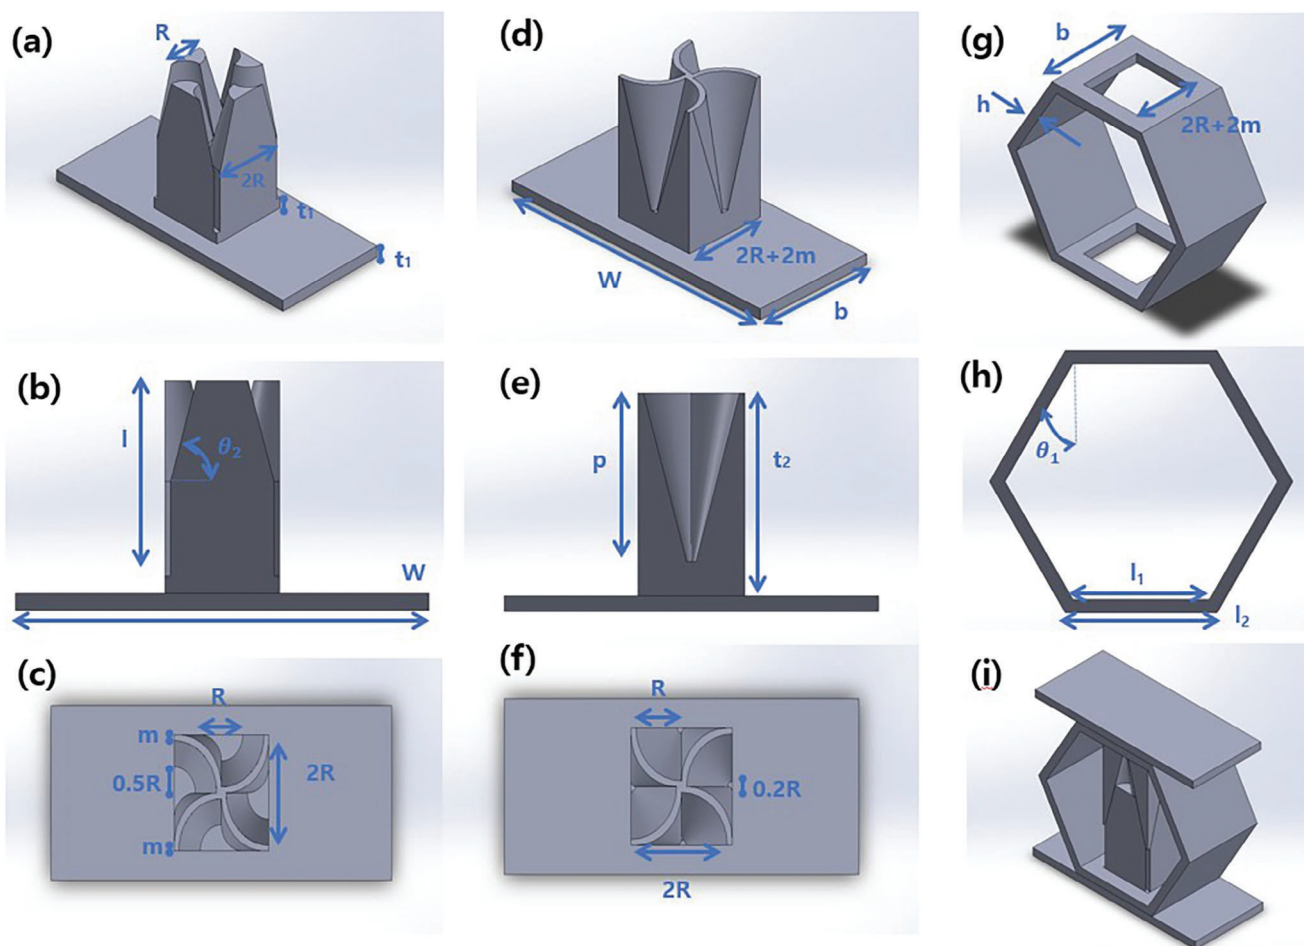 (a)
R
2R
t₁
t₁
(b)
l
θ₂
W
(c)
R
m
0.5R
2R
m
(d)
2R+2m
W
b
(e)
p
t₂
(f)
R
0.2R
2R
(g)
b
h
2R+2m
(h)
θ₁
l₁
l₂
(i)